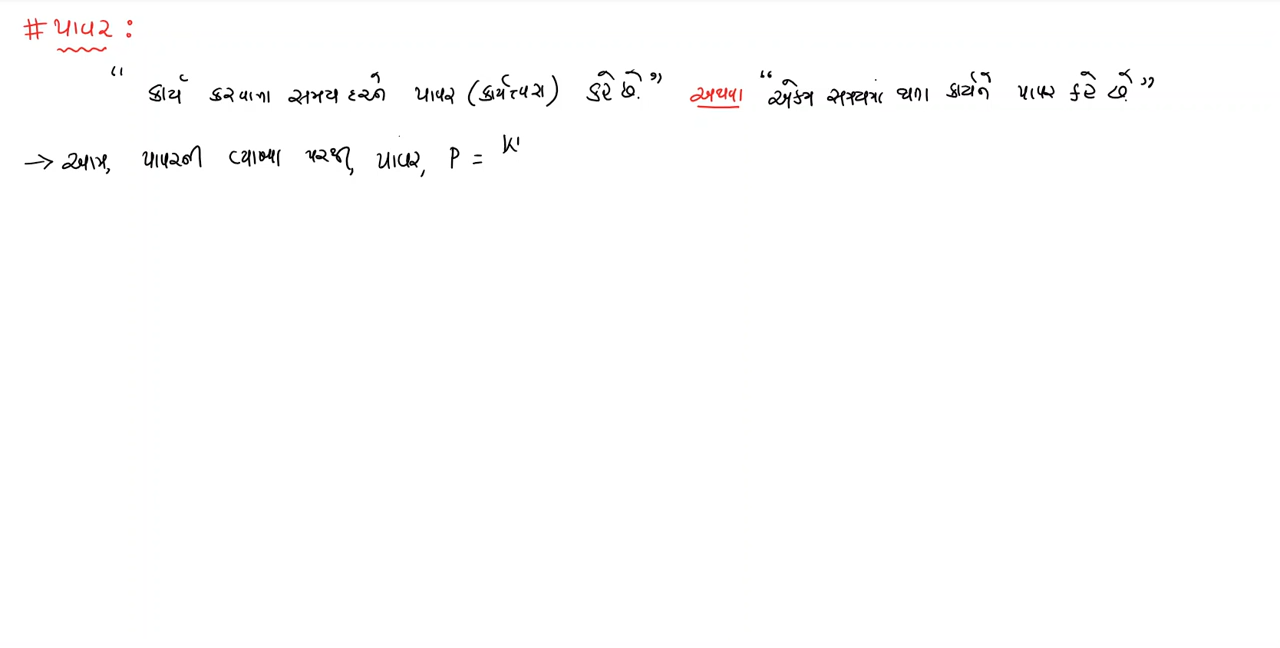 # પાવર :
“ કાર્ય કરવાના સમય દરને પાવર (કાર્યત્વરા) કહે છે.” અથવા “એકમ સમયમાં થતા કાર્યને પાવર કહે છે.”
→ આમ, પાવરની વ્યાખ્યા પરથી, પાવર, P =